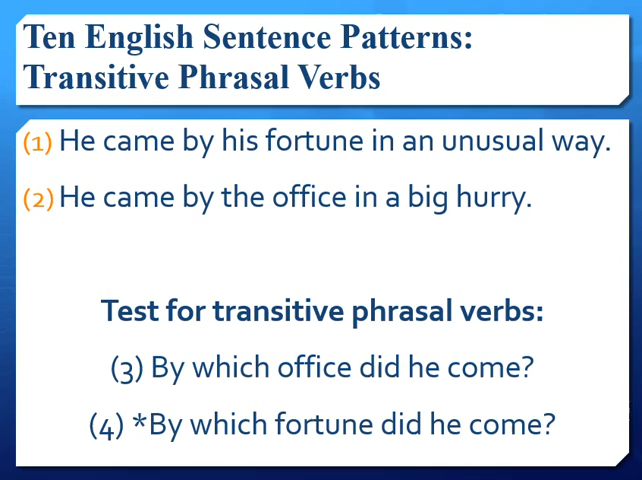 Ten English Sentence Patterns:
Transitive Phrasal Verbs
(1) He came by his fortune in an unusual way.
(2) He came by the office in a big hurry.
Test for transitive phrasal verbs:
(3) By which office did he come?
(4) *By which fortune did he come?